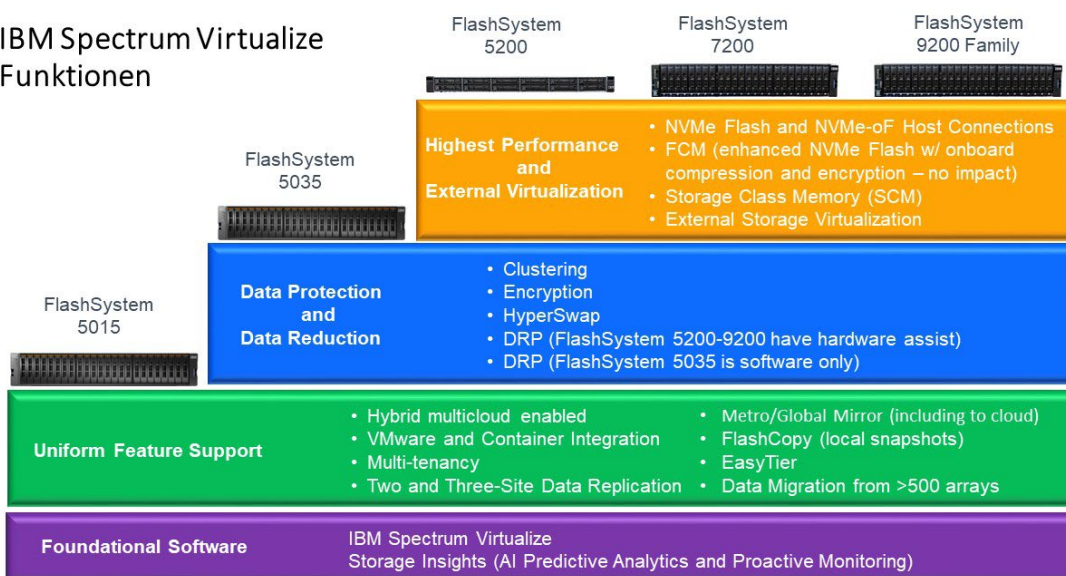 IBM Spectrum Virtualize
Funktionen
FlashSystem
5200
FlashSystem
7200
FlashSystem
9200 Family
Highest Performance
and
External Virtualization
• NVMe Flash and NVMe-oF Host Connections
• FCM (enhanced NVMe Flash w/ onboard
compression and encryption – no impact)
• Storage Class Memory (SCM)
• External Storage Virtualization
FlashSystem
5035
Data Protection
and
Data Reduction
• Clustering
• Encryption
• HyperSwap
• DRP (FlashSystem 5200-9200 have hardware assist)
• DRP (FlashSystem 5035 is software only)
FlashSystem
5015
Uniform Feature Support
• Hybrid multicloud enabled
• VMware and Container Integration
• Multi-tenancy
• Two and Three-Site Data Replication
• Metro/Global Mirror (including to cloud)
• FlashCopy (local snapshots)
• EasyTier
• Data Migration from >500 arrays
Foundational Software
IBM Spectrum Virtualize
Storage Insights (AI Predictive Analytics and Proactive Monitoring)